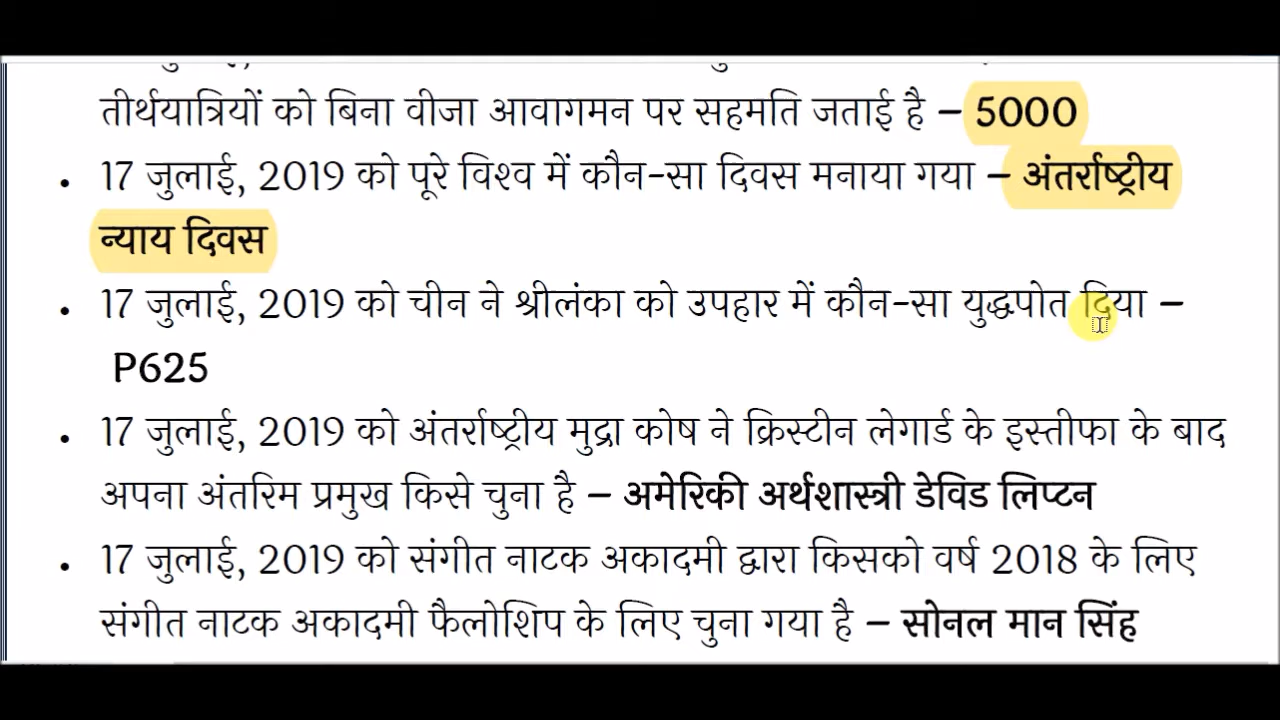 तीर्थयात्रियों को बिना वीजा आवागमन पर सहमति जताई है – 5000
• 17 जुलाई, 2019 को पूरे विश्व में कौन-सा दिवस मनाया गया – अंतर्राष्ट्रीय
न्याय दिवस
• 17 जुलाई, 2019 को चीन ने श्रीलंका को उपहार में कौन-सा युद्धपोत दिया –
P625
• 17 जुलाई, 2019 को अंतर्राष्ट्रीय मुद्रा कोष ने क्रिस्टीन लेगार्ड के इस्तीफा के बाद
अपना अंतरिम प्रमुख किसे चुना है – अमेरिकी अर्थशास्त्री डेविड लिप्टन
• 17 जुलाई, 2019 को संगीत नाटक अकादमी द्वारा किसको वर्ष 2018 के लिए
संगीत नाटक अकादमी फैलोशिप के लिए चुना गया है – सोनल मान सिंह